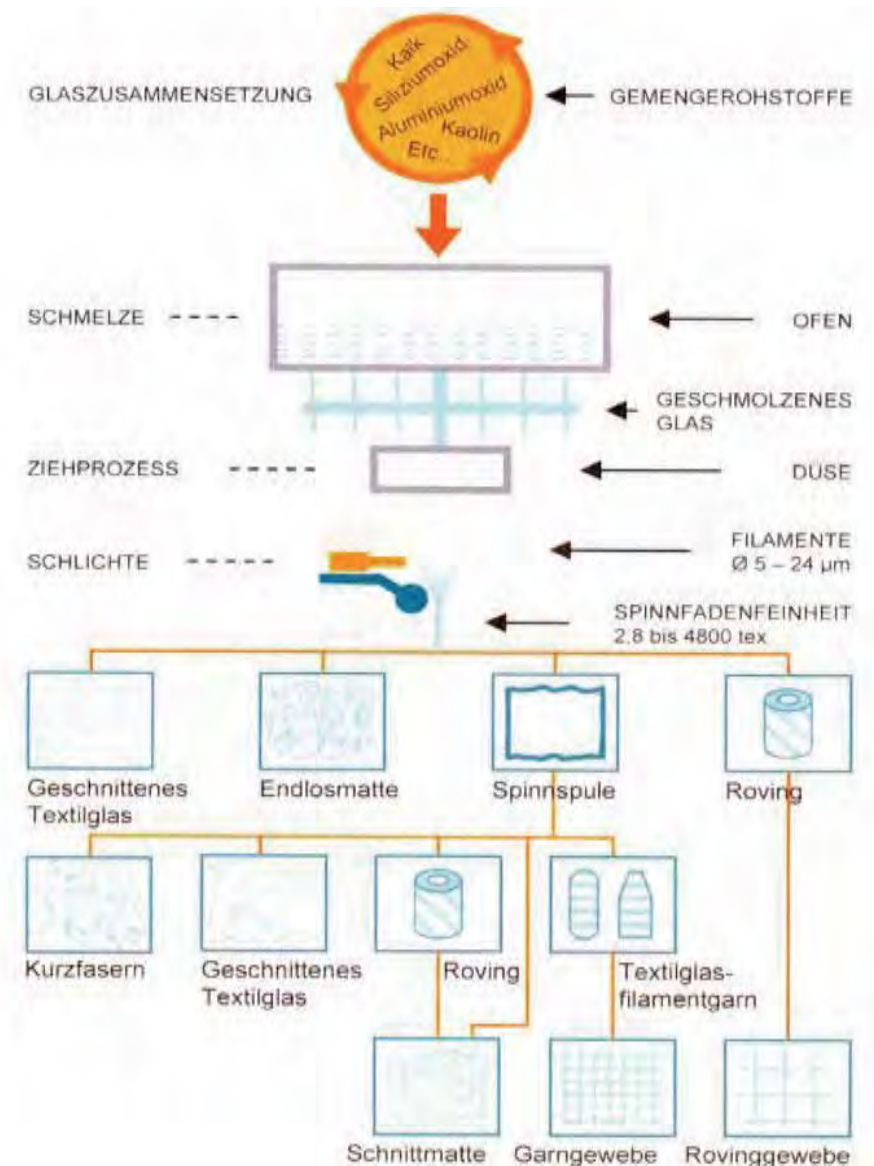 GLASZUSAMMENSETZUNG
Kalk
Siliziumoxid
Aluminiumoxid
Kaolin
Etc...
GEMENGEROHSTOFFE
SCHMELZE
OFEN
GESCHMOLZENES
GLAS
ZIEHPROZESS
DÜSE
SCHLICHTE
FILAMENTE
Ø 5 – 24 µm
SPINNFADENFEINHEIT
2.8 bis 4800 tex
Geschnittenes
Textilglas
Endlosmatte
Spinnspule
Roving
Kurzfasern
Geschnittenes
Textilglas
Roving
Textilglas-
filamentgarn
Schnittmatte
Garngewebe
Rovinggewebe